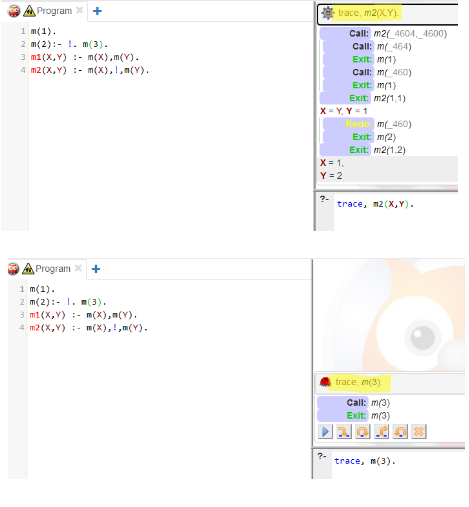 Program
1 m(1).
2 m(2):- !. m(3).
3 m1(X,Y) :- m(X),m(Y).
4 m2(X,Y) :- m(X),!,m(Y).
trace, m2(X,Y).
Call: m2(_4604,_4600)
Call: m(_464)
Exit: m(1)
Call: m(_460)
Exit: m(1)
Exit: m2(1,1)
X = Y, Y = 1
Redo: m(_460)
Exit: m(2)
Exit: m2(1,2)
X = 1,
Y = 2
?- trace, m2(X,Y).
Program
1 m(1).
2 m(2):- !. m(3).
3 m1(X,Y) :- m(X),m(Y).
4 m2(X,Y) :- m(X),!,m(Y).
trace, m(3).
Call: m(3)
Exit: m(3)
?- trace, m(3).